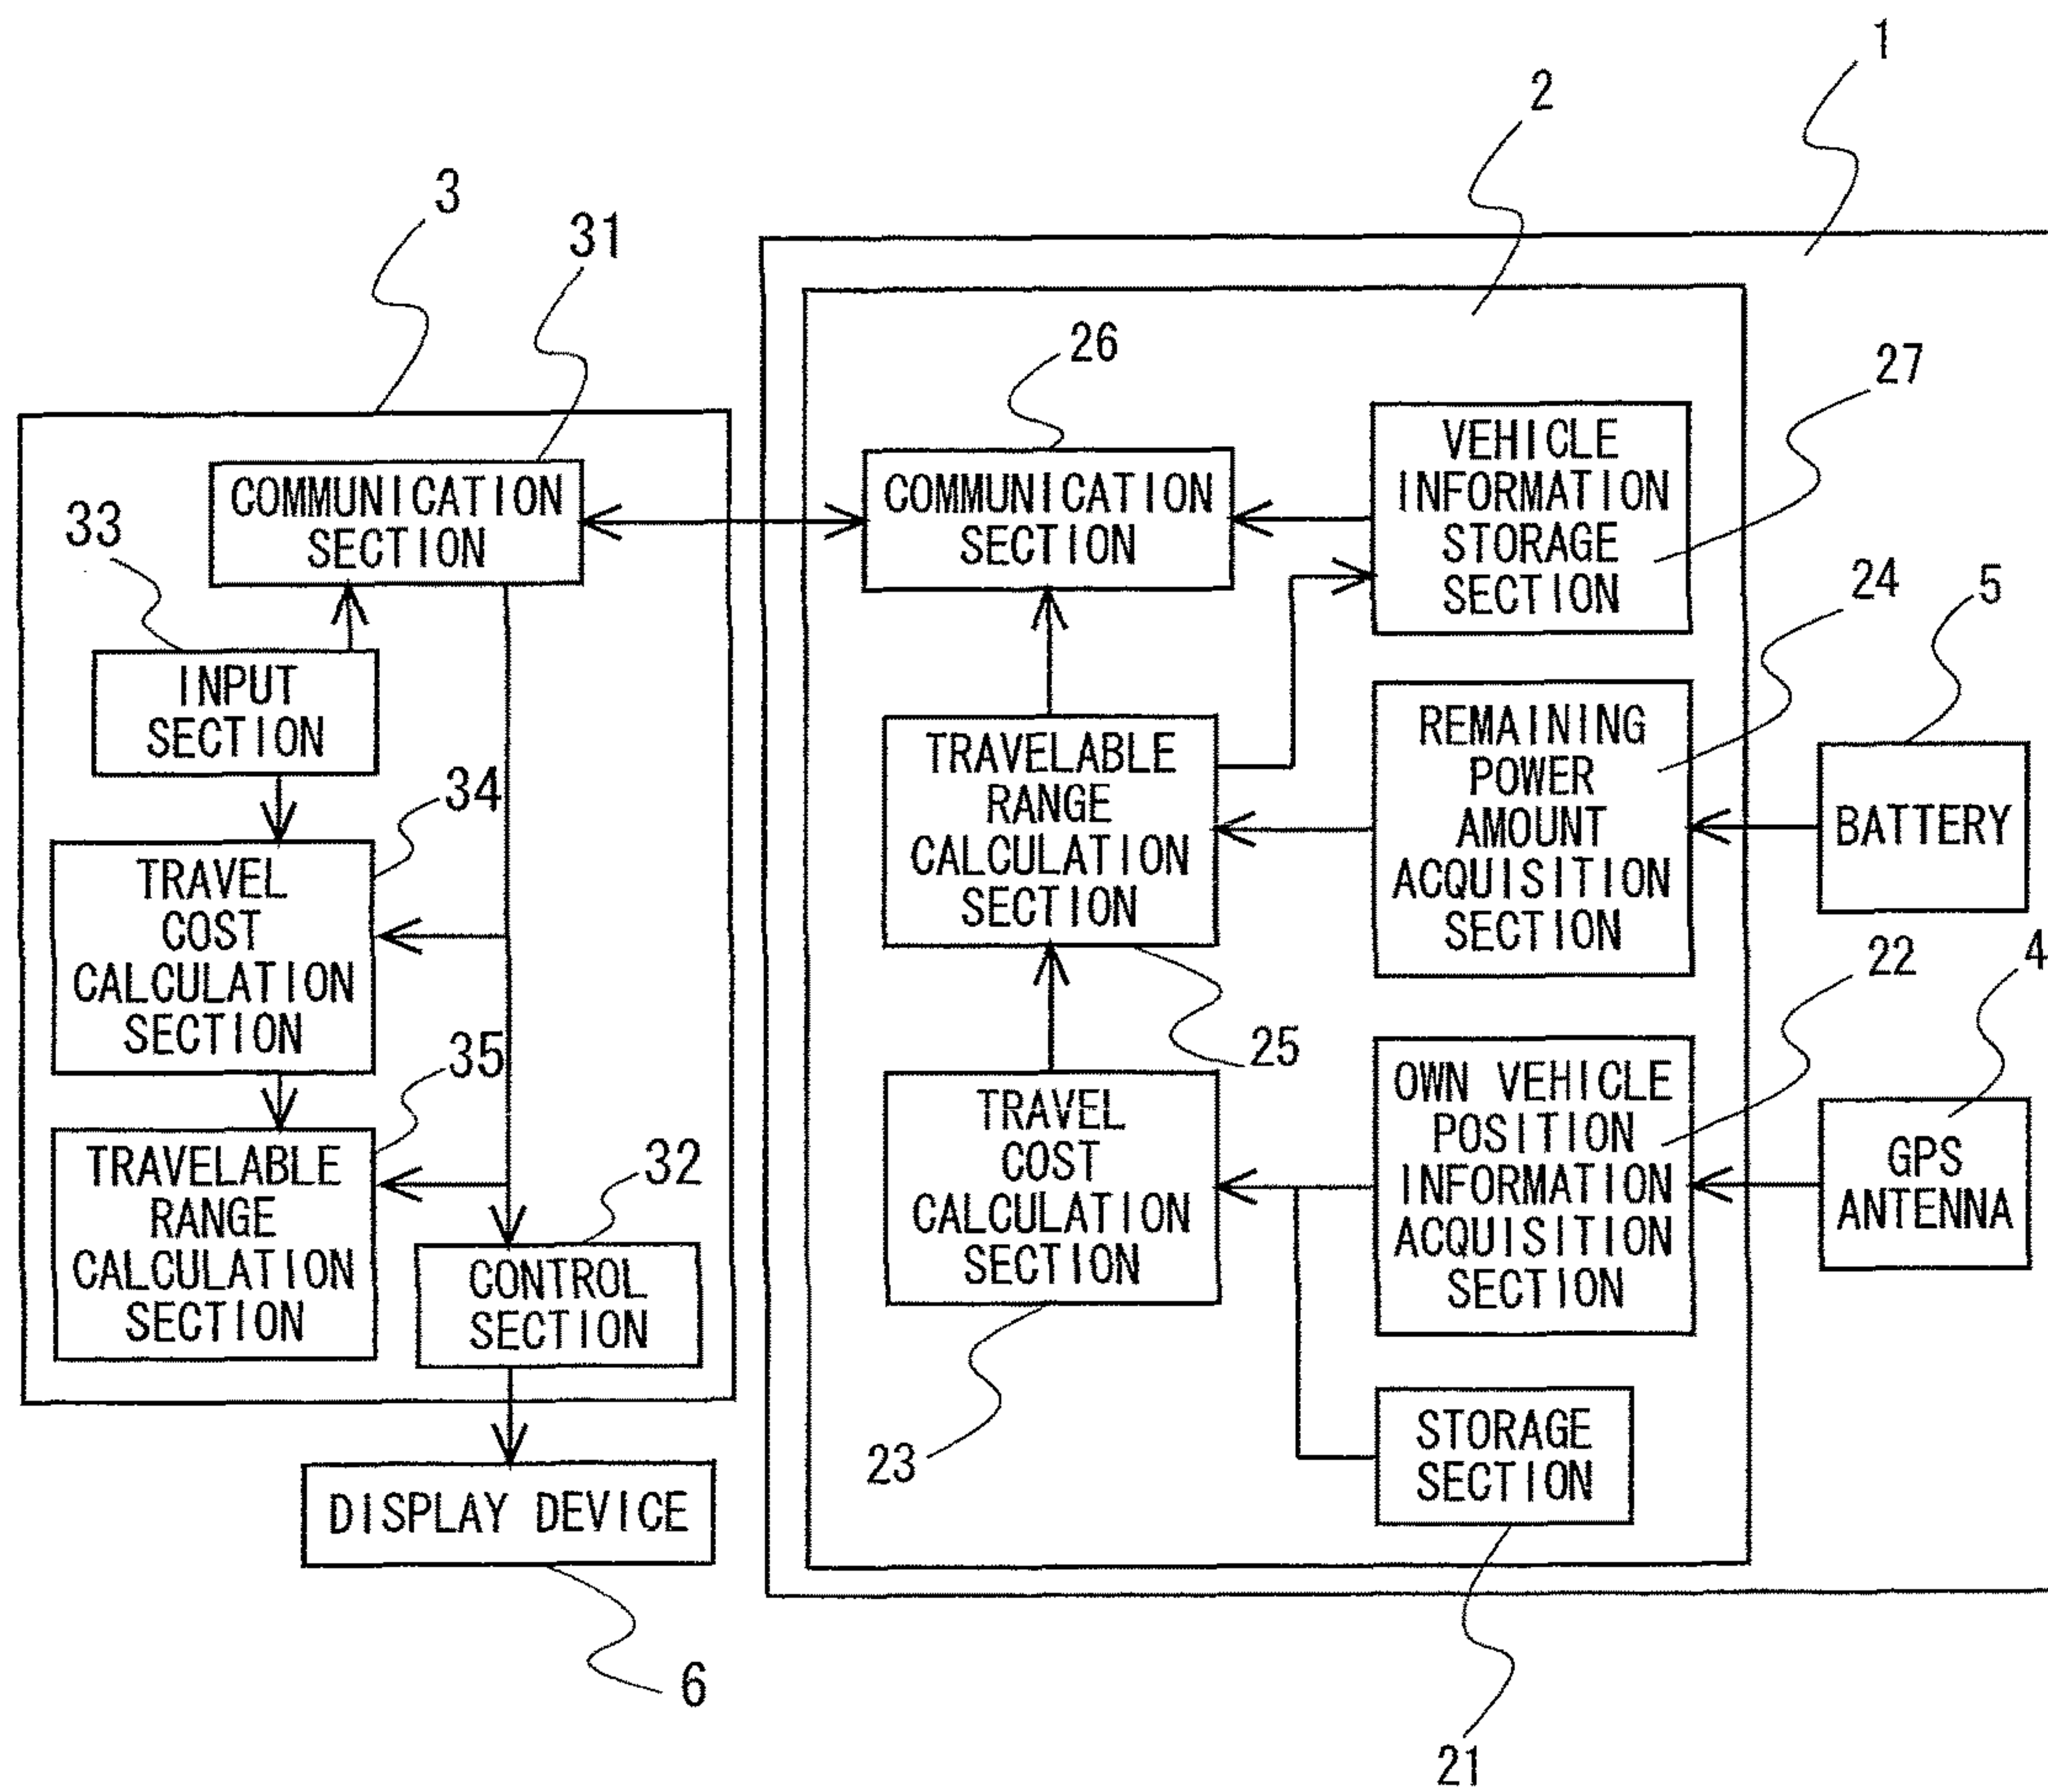 1
2
3
31
26
27
COMMUNICATION
SECTION
33
INPUT
SECTION
34
TRAVEL
COST
CALCULATION
SECTION
35
TRAVELABLE
RANGE
CALCULATION
SECTION
32
CONTROL
SECTION
DISPLAY DEVICE
6
COMMUNICATION
SECTION
VEHICLE
INFORMATION
STORAGE
SECTION
24
5
TRAVELABLE
RANGE
CALCULATION
SECTION
REMAINING
POWER
AMOUNT
ACQUISITION
SECTION
BATTERY
25
22
4
TRAVEL
COST
CALCULATION
SECTION
OWN VEHICLE
POSITION
INFORMATION
ACQUISITION
SECTION
GPS
ANTENNA
23
STORAGE
SECTION
21